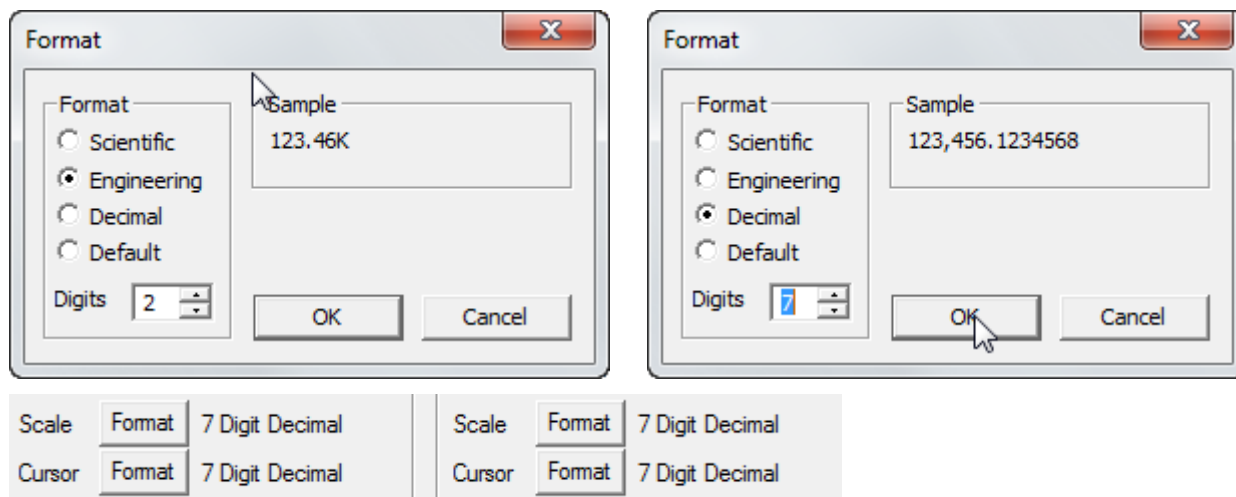 Format
X
Format
Scientific
Engineering
Decimal
Default
Digits 2
Sample
123.46K
OK Cancel
Format
X
Format
Scientific
Engineering
Decimal
Default
Digits 7
Sample
123,456.1234568
OK Cancel
Scale Format 7 Digit Decimal
Cursor Format 7 Digit Decimal
Scale Format 7 Digit Decimal
Cursor Format 7 Digit Decimal